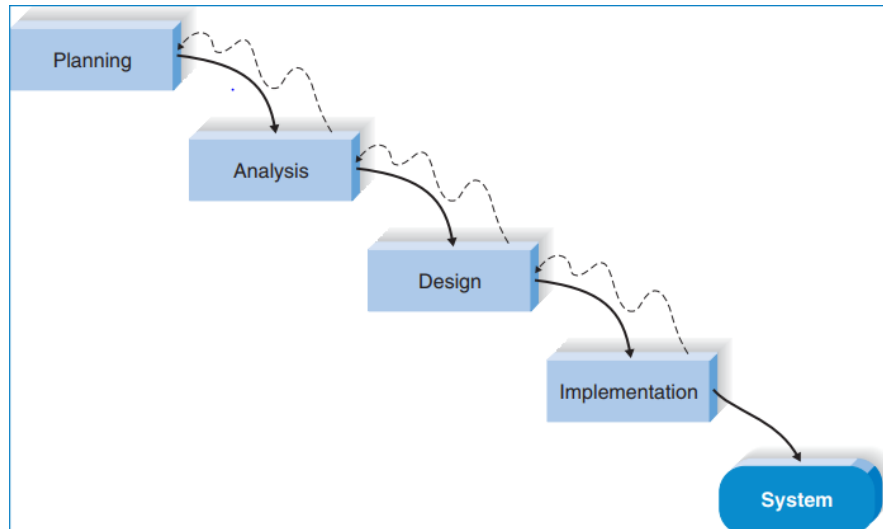 Planning
Analysis
Design
Implementation
System